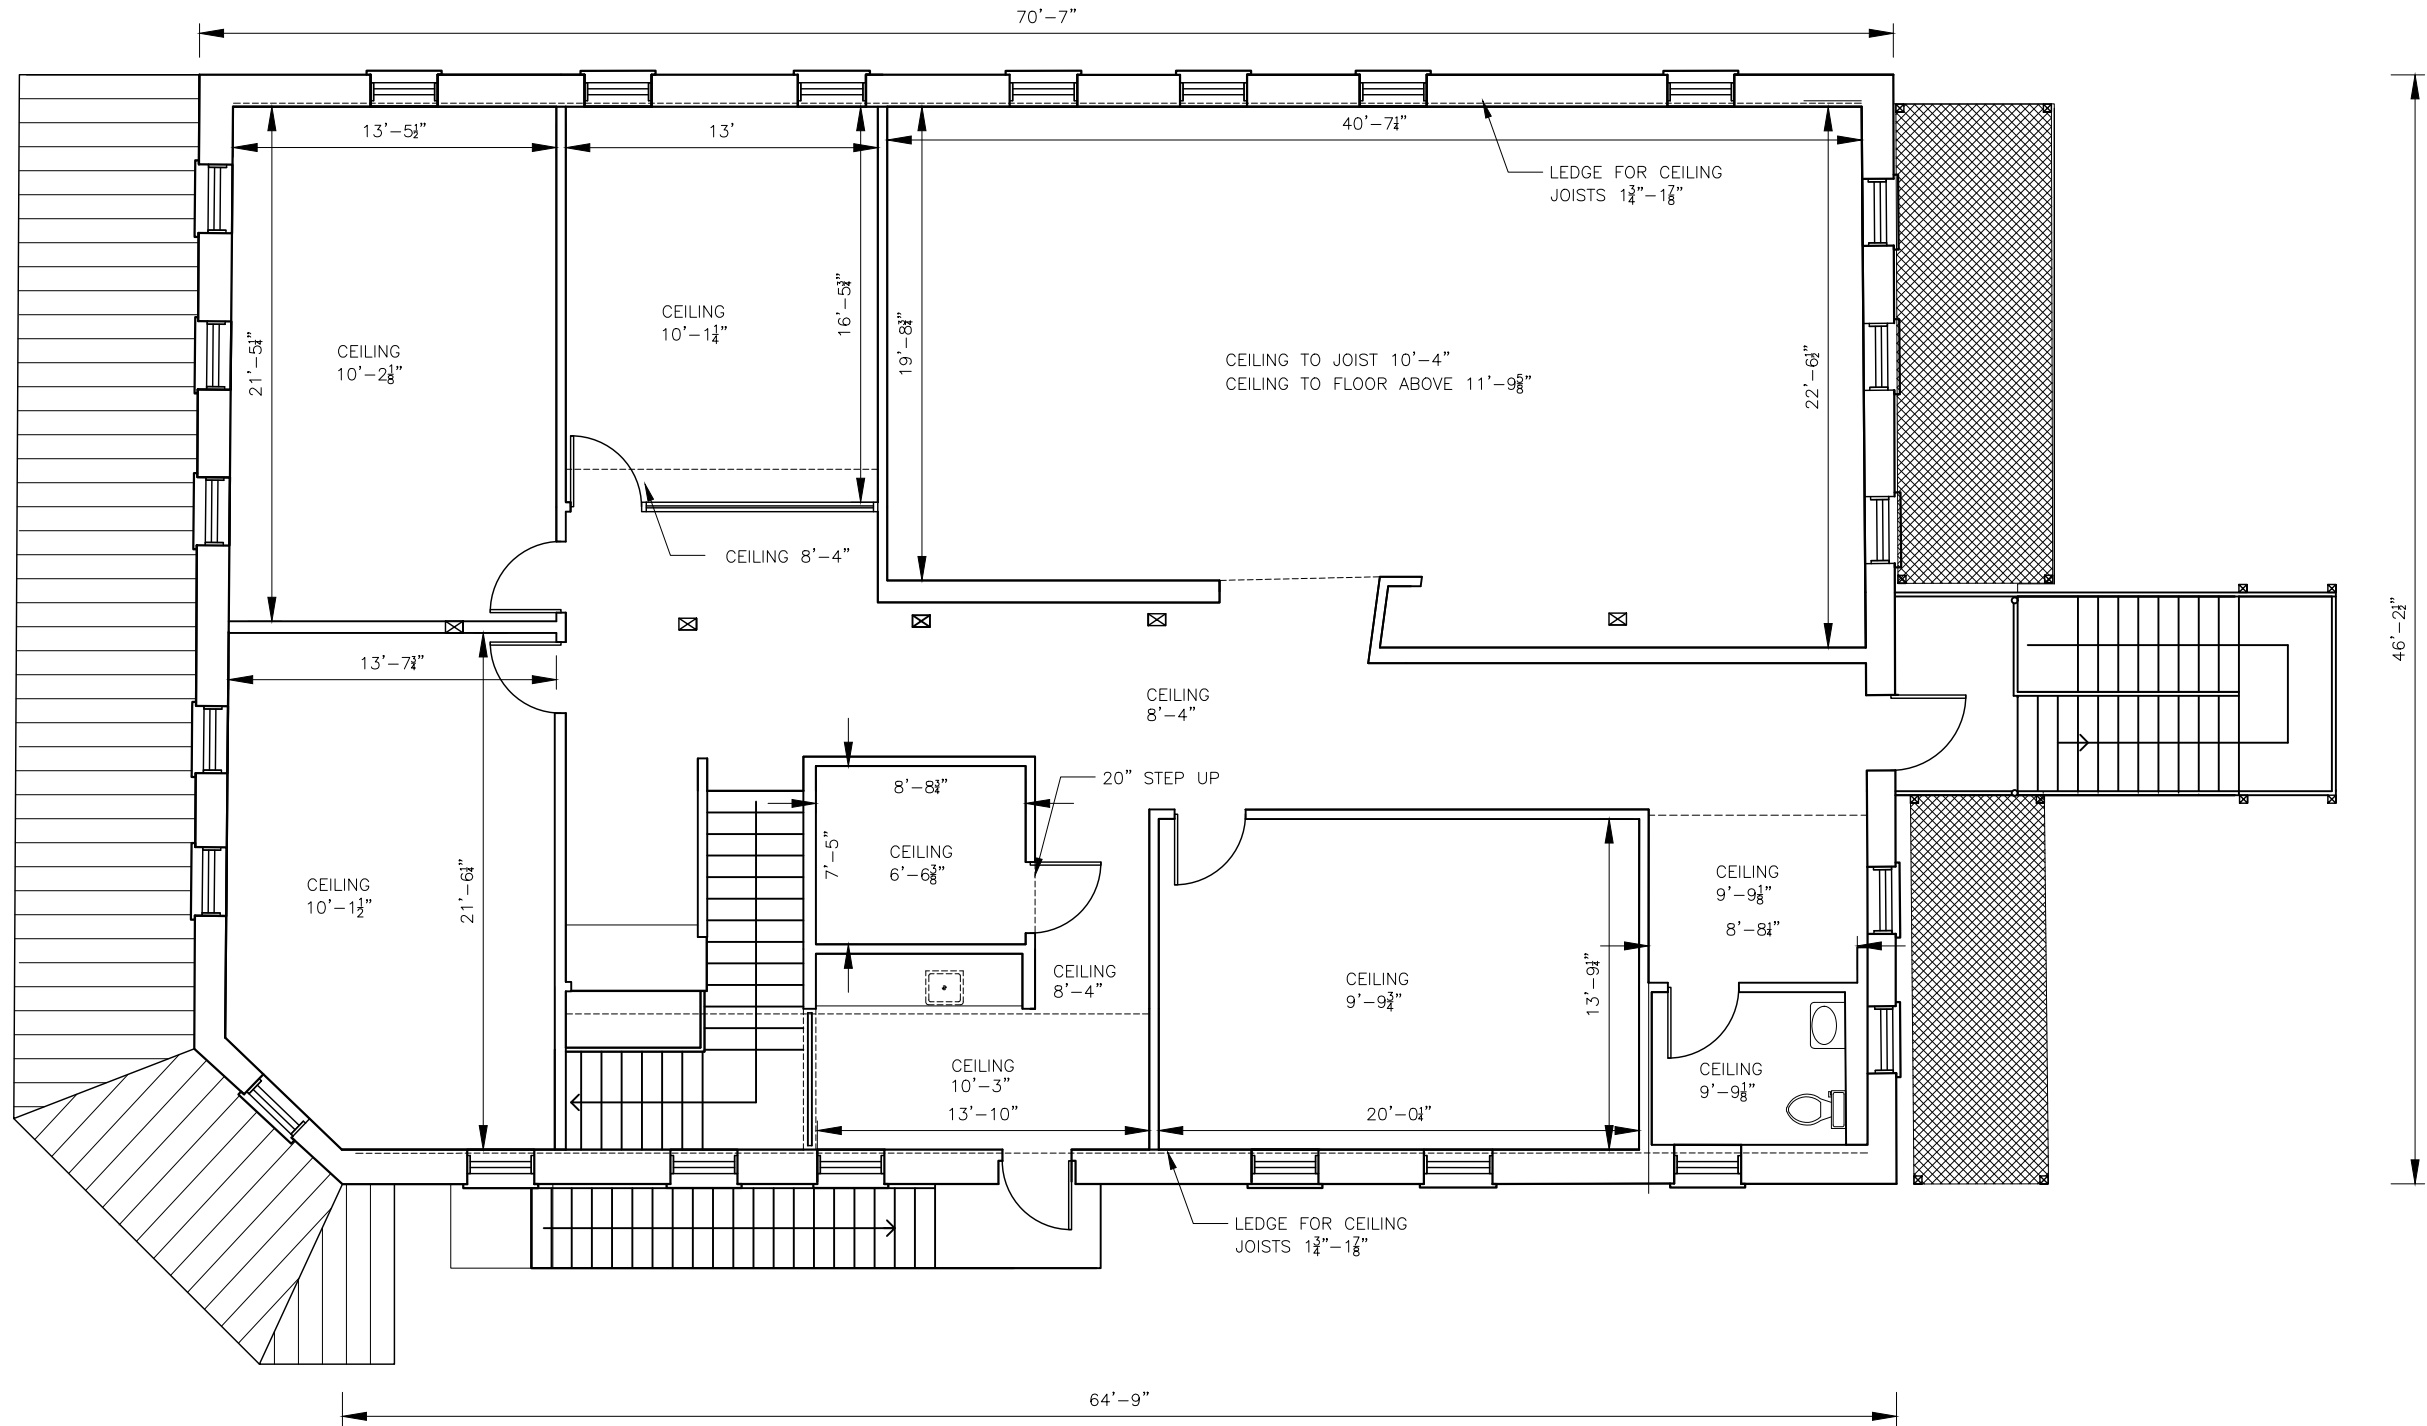 70'-7"
13'-5½"
13'
40'-7¼"
LEDGE FOR CEILING
JOISTS 1¾"-1⅞"
21'-5¼"
CEILING
10'-2⅛"
CEILING
10'-1¼"
16'-5¾"
19'-8¾"
CEILING TO JOIST 10'-4"
CEILING TO FLOOR ABOVE 11'-9⅝"
22'-6½"
CEILING 8'-4"
46'-2½"
13'-7¾"
CEILING
8'-4"
20" STEP UP
8'-8¾"
7'-5"
CEILING
6'-6⅜"
CEILING
10'-1½"
21'-6¼"
CEILING
9'-9⅛"
8'-8¼"
CEILING
8'-4"
CEILING
9'-9¾"
13'-9¼"
CEILING
10'-3"
13'-10"
20'-0¼"
CEILING
9'-9⅛"
LEDGE FOR CEILING
JOISTS 1¾"-1⅞"
64'-9"